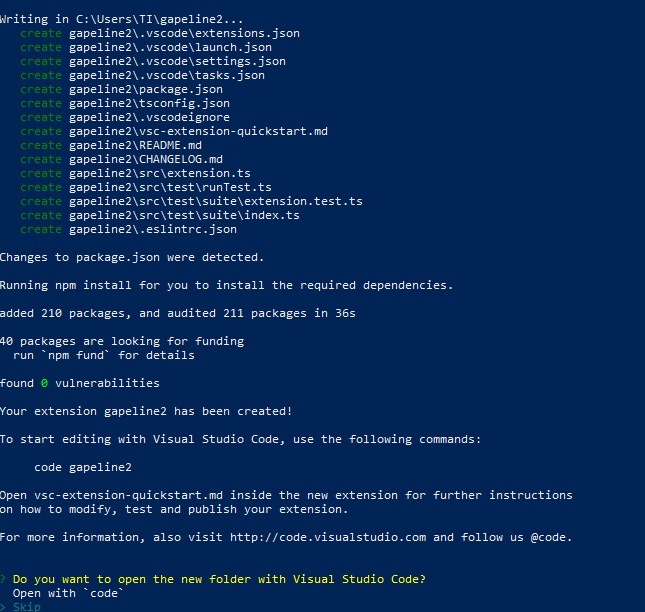 Writing in C:\Users\TI\gapeline2...
create gapeline2\.vscode\extensions.json
create gapeline2\.vscode\launch.json
create gapeline2\.vscode\settings.json
create gapeline2\.vscode\tasks.json
create gapeline2\package.json
create gapeline2\tsconfig.json
create gapeline2\.vscodeignore
create gapeline2\vsc-extension-quickstart.md
create gapeline2\README.md
create gapeline2\CHANGELOG.md
create gapeline2\src\extension.ts
create gapeline2\src\test\runTest.ts
create gapeline2\src\test\suite\extension.test.ts
create gapeline2\src\test\suite\index.ts
create gapeline2\.eslintrc.json
Changes to package.json were detected.
Running npm install for you to install the required dependencies.
added 210 packages, and audited 211 packages in 36s
40 packages are looking for funding
run `npm fund` for details
found 0 vulnerabilities
Your extension gapeline2 has been created!
To start editing with Visual Studio Code, use the following commands:
code gapeline2
Open vsc-extension-quickstart.md inside the new extension for further instructions
on how to modify, test and publish your extension.
For more information, also visit http://code.visualstudio.com and follow us @code.
? Do you want to open the new folder with Visual Studio Code?
Open with `code`
> Skip